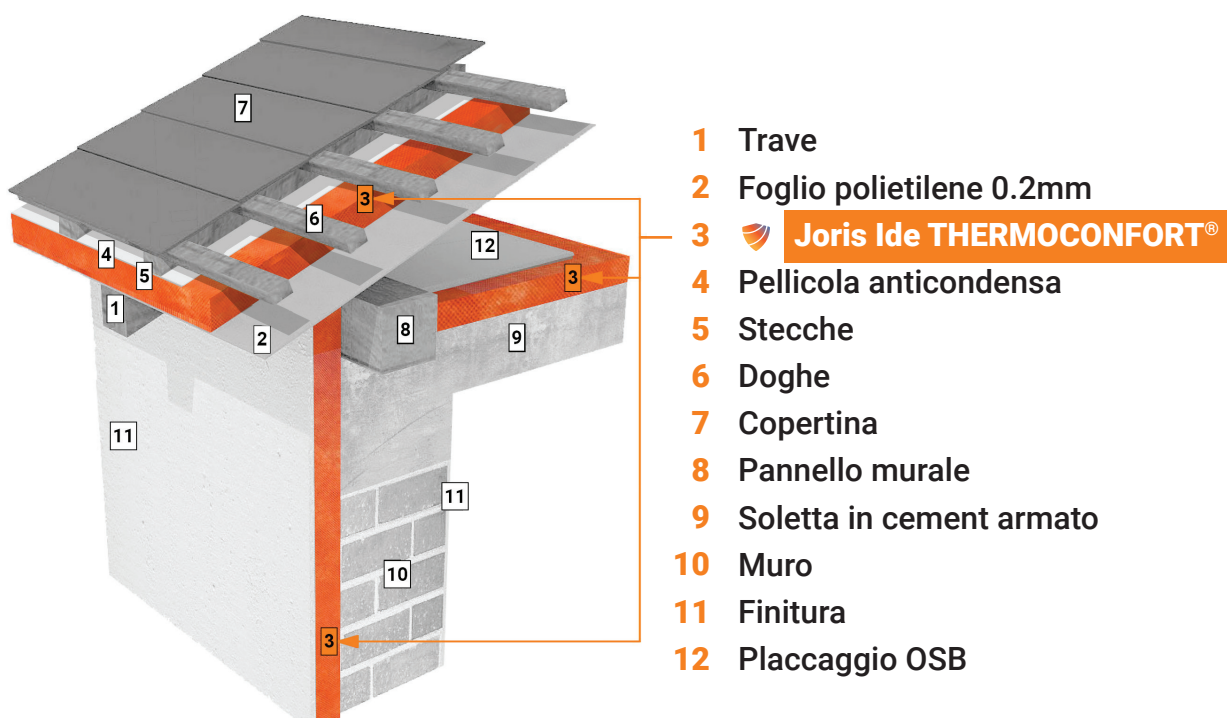 7
3
6
12
4
5
3
1
8
2
9
11
11
10
3
1 Trave
2 Foglio polietilene 0.2mm
3 Joris Ide THERMOCONFORT®
4 Pellicola anticondensa
5 Stecche
6 Doghe
7 Copertina
8 Pannello murale
9 Soletta in cement armato
10 Muro
11 Finitura
12 Placcaggio OSB